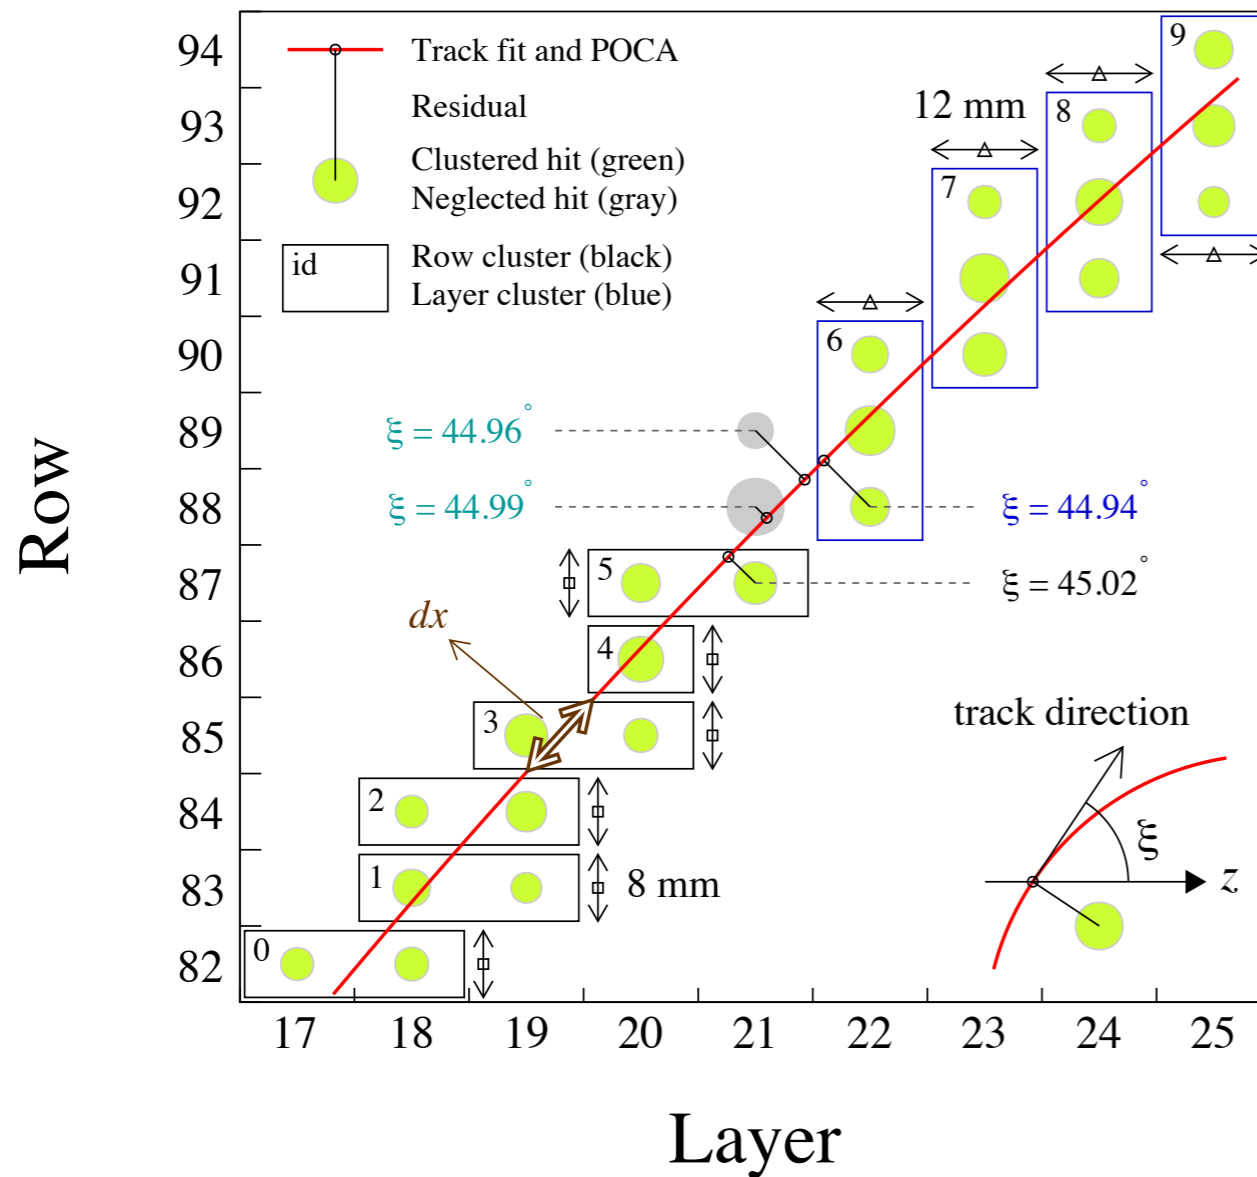 94
93
92
91
90
89
88
87
86
85
84
83
82
Row
Track fit and POCA
Residual
Clustered hit (green)
Neglected hit (gray)
id
Row cluster (black)
Layer cluster (blue)
9
8
12 mm
7
6
ξ = 44.96°
ξ = 44.99°
ξ = 44.94°
5
ξ = 45.02°
dx
4
3
track direction
2
ξ
1
8 mm
z
0
17 18 19 20 21 22 23 24 25
Layer